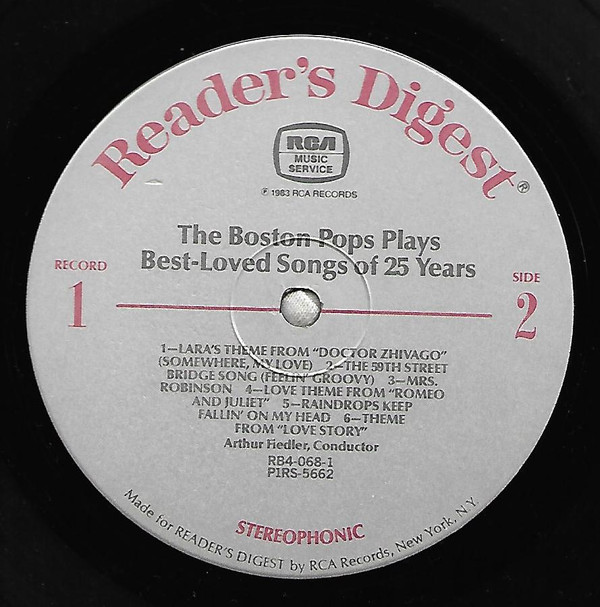 Reader's Digest®
RCA
MUSIC
SERVICE
℗ 1983 RCA RECORDS
The Boston Pops Plays
Best-Loved Songs of 25 Years
RECORD
1
SIDE
2
1—LARA'S THEME FROM "DOCTOR ZHIVAGO"
(SOMEWHERE, MY LOVE) 2—THE 59TH STREET
BRIDGE SONG (FEELIN' GROOVY) 3—MRS.
ROBINSON 4—LOVE THEME FROM "ROMEO
AND JULIET" 5—RAINDROPS KEEP
FALLIN' ON MY HEAD 6—THEME
FROM "LOVE STORY"
Arthur Fiedler, Conductor
RB4-068-1
P1RS-5662
STEREOPHONIC
Made for READER'S DIGEST by RCA Records, New York, N.Y.